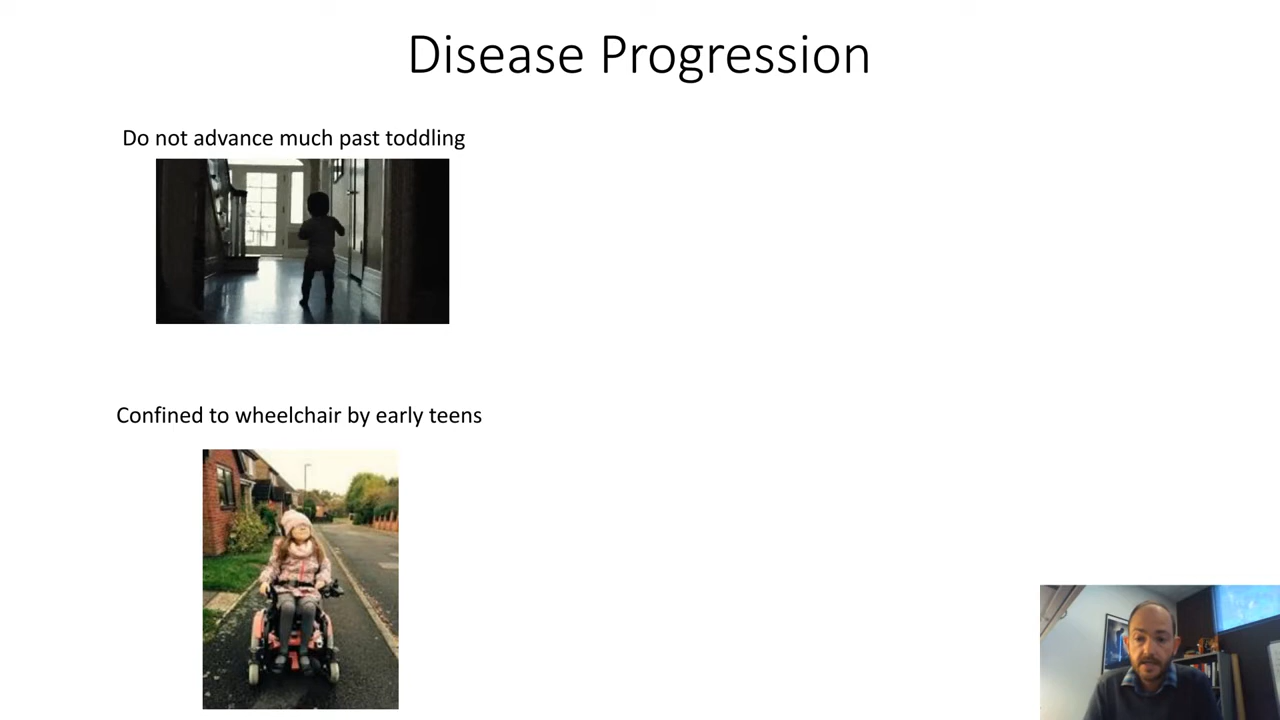 Disease Progression
Do not advance much past toddling
Confined to wheelchair by early teens